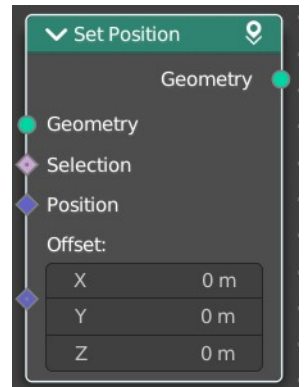 Set Position
Geometry
Geometry
Selection
Position
Offset:
X 0 m
Y 0 m
Z 0 m